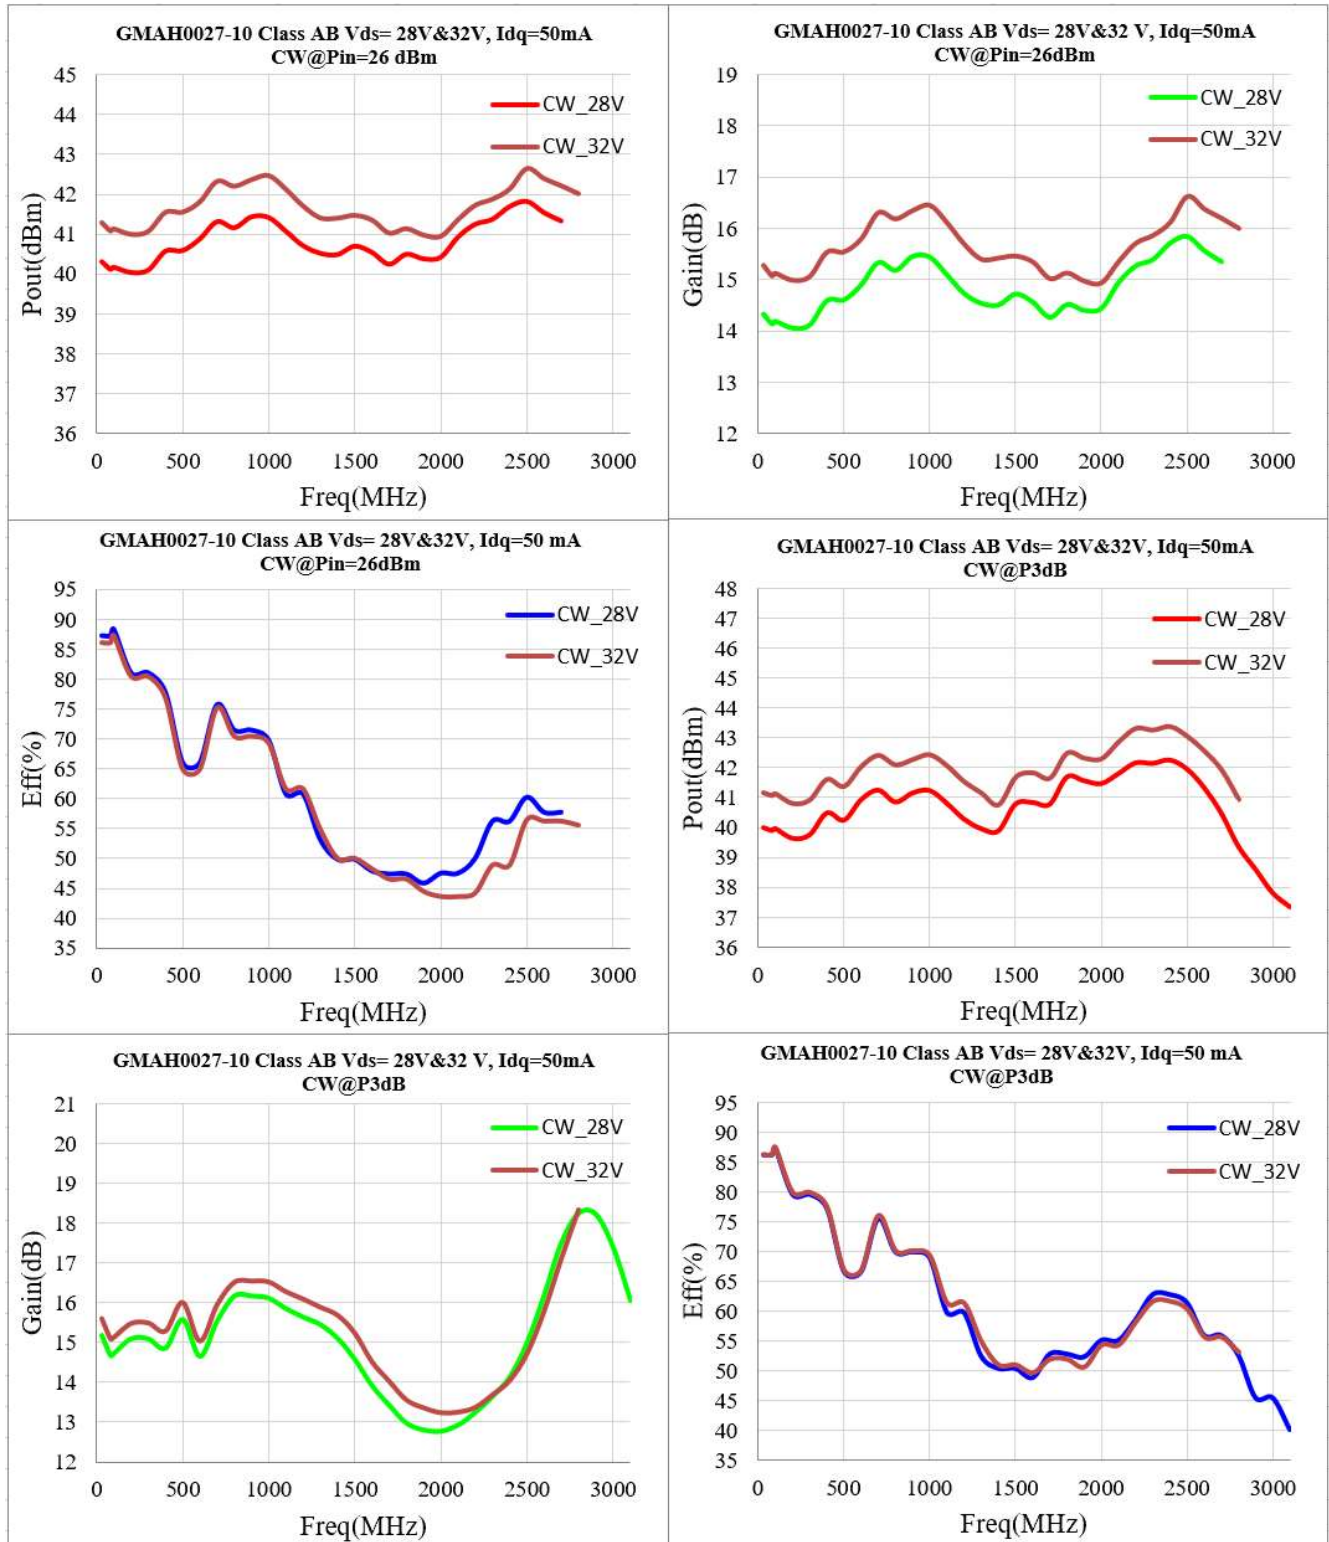 GMAH0027-10 Class AB Vds= 28V&32V, Idq=50mA
CW@Pin=26 dBm
45
44
43
42
41
40
39
38
37
36
Pout(dBm)
CW_28V
CW_32V
0 500 1000 1500 2000 2500 3000
Freq(MHz)
GMAH0027-10 Class AB Vds= 28V&32 V, Idq=50mA
CW@Pin=26dBm
19
18
17
16
15
14
13
12
Gain(dB)
CW_28V
CW_32V
0 500 1000 1500 2000 2500 3000
Freq(MHz)
GMAH0027-10 Class AB Vds= 28V&32V, Idq=50 mA
CW@Pin=26dBm
95
90
85
80
75
70
65
60
55
50
45
40
35
Eff(%)
CW_28V
CW_32V
0 500 1000 1500 2000 2500 3000
Freq(MHz)
GMAH0027-10 Class AB Vds= 28V&32V, Idq=50mA
CW@P3dB
48
47
46
45
44
43
42
41
40
39
38
37
36
Pout(dBm)
CW_28V
CW_32V
0 500 1000 1500 2000 2500 3000
Freq(MHz)
GMAH0027-10 Class AB Vds= 28V&32 V, Idq=50mA
CW@P3dB
21
20
19
18
17
16
15
14
13
12
Gain(dB)
CW_28V
CW_32V
0 500 1000 1500 2000 2500 3000
Freq(MHz)
GMAH0027-10 Class AB Vds= 28V&32V, Idq=50 mA
CW@P3dB
95
90
85
80
75
70
65
60
55
50
45
40
35
Eff(%)
CW_28V
CW_32V
0 500 1000 1500 2000 2500 3000
Freq(MHz)